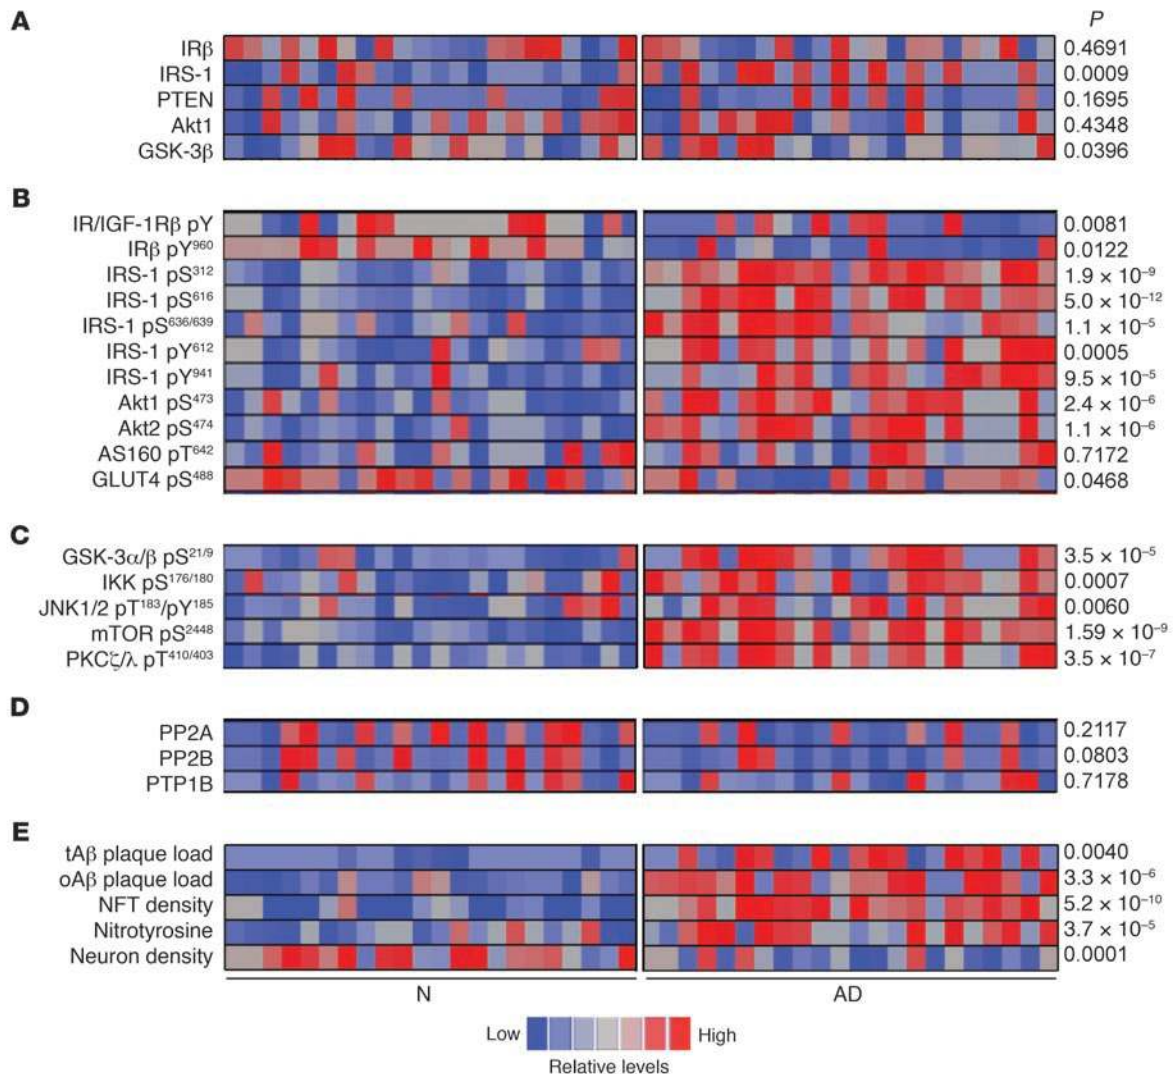 P
A
IRβ 0.4691
IRS-1 0.0009
PTEN 0.1695
Akt1 0.4348
GSK-3β 0.0396
B
IR/IGF-1Rβ pY 0.0081
IRβ pY⁹⁶⁰ 0.0122
IRS-1 pS³¹² 1.9 × 10⁻⁹
IRS-1 pS⁶¹⁶ 5.0 × 10⁻¹²
IRS-1 pS⁶³⁶/⁶³⁹ 1.1 × 10⁻⁵
IRS-1 pY⁶¹² 0.0005
IRS-1 pY⁹⁴¹ 9.5 × 10⁻⁵
Akt1 pS⁴⁷³ 2.4 × 10⁻⁶
Akt2 pS⁴⁷⁴ 1.1 × 10⁻⁶
AS160 pT⁶⁴² 0.7172
GLUT4 pS⁴⁸⁸ 0.0468
C
GSK-3α/β pS²¹/⁹ 3.5 × 10⁻⁵
IKK pS¹⁷⁶/¹⁸⁰ 0.0007
JNK1/2 pT¹⁸³/pY¹⁸⁵ 0.0060
mTOR pS²⁴⁴⁸ 1.59 × 10⁻⁹
PKCζ/λ pT⁴¹⁰/⁴⁰³ 3.5 × 10⁻⁷
D
PP2A 0.2117
PP2B 0.0803
PTP1B 0.7178
E
tAβ plaque load 0.0040
oAβ plaque load 3.3 × 10⁻⁶
NFT density 5.2 × 10⁻¹⁰
Nitrotyrosine 3.7 × 10⁻⁵
Neuron density 0.0001
N AD
Low High
Relative levels